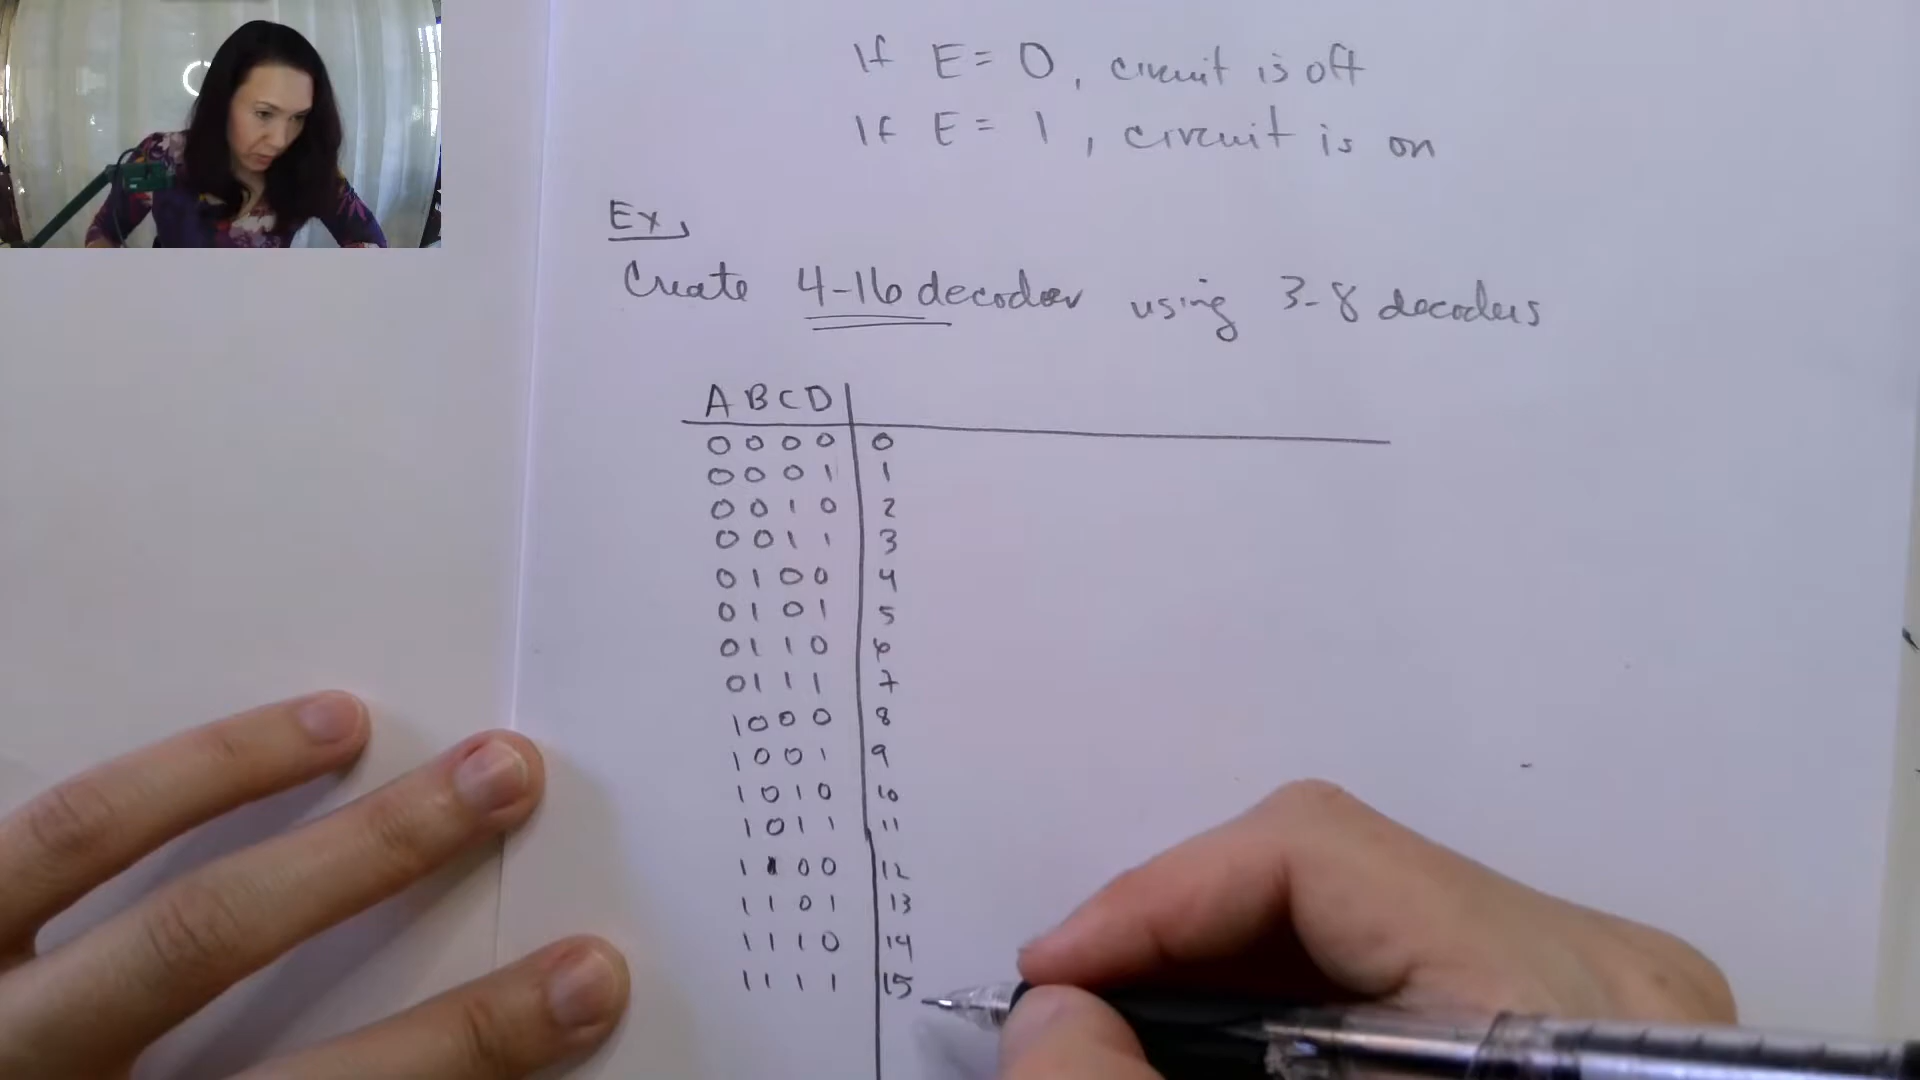 If E = 0, circuit is off
If E = 1, circuit is on
Ex,
Create 4-16 decoder using 3-8 decoders
A B C D
0 0 0 0 0
0 0 0 1 1
0 0 1 0 2
0 0 1 1 3
0 1 0 0 4
0 1 0 1 5
0 1 1 0 6
0 1 1 1 7
1 0 0 0 8
1 0 0 1 9
1 0 1 0 10
1 0 1 1 11
1 1 0 0 12
1 1 0 1 13
1 1 1 0 14
1 1 1 1 15